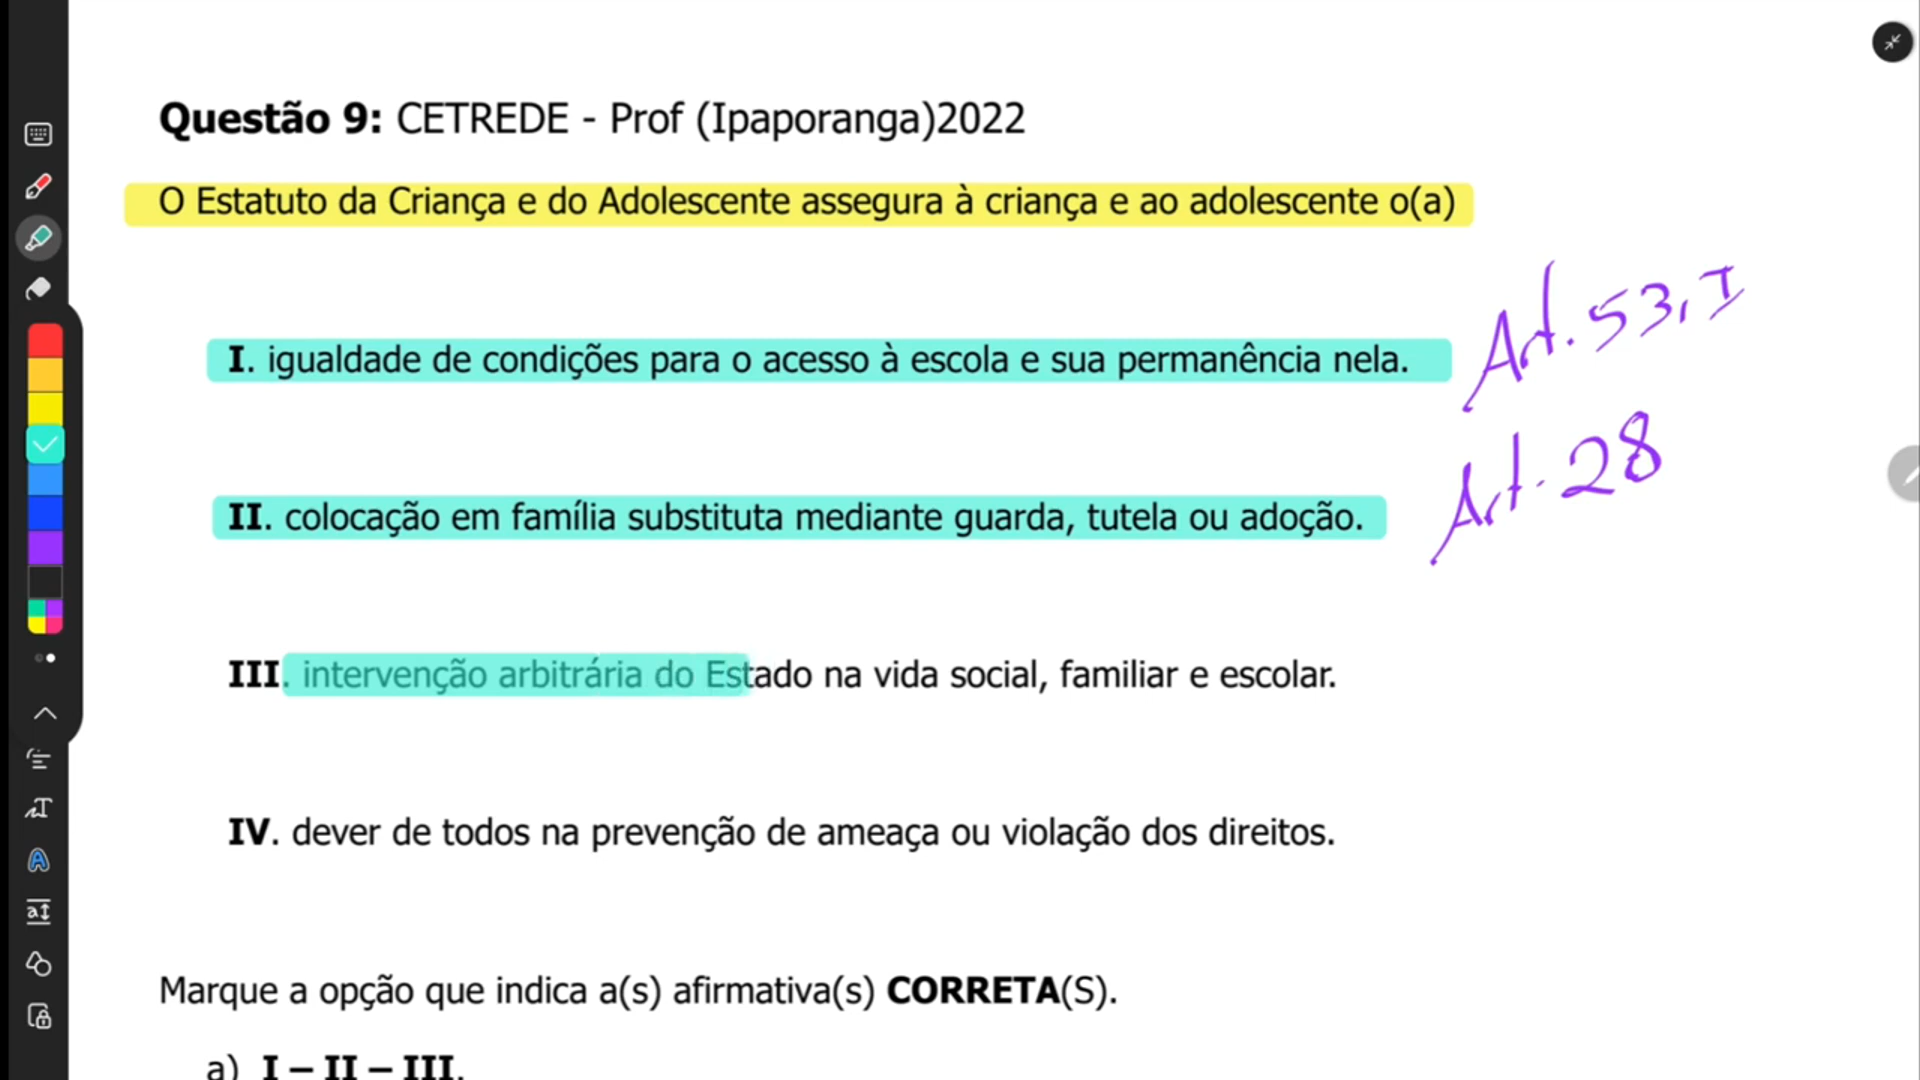 Questão 9: CETREDE - Prof (Ipaporanga)2022
O Estatuto da Criança e do Adolescente assegura à criança e ao adolescente o(a)
I. igualdade de condições para o acesso à escola e sua permanência nela.
Art. 53, I
II. colocação em família substituta mediante guarda, tutela ou adoção.
Art. 28
III. intervenção arbitrária do Estado na vida social, familiar e escolar.
IV. dever de todos na prevenção de ameaça ou violação dos direitos.
Marque a opção que indica a(s) afirmativa(s) CORRETA(S).
a) I – II – III.